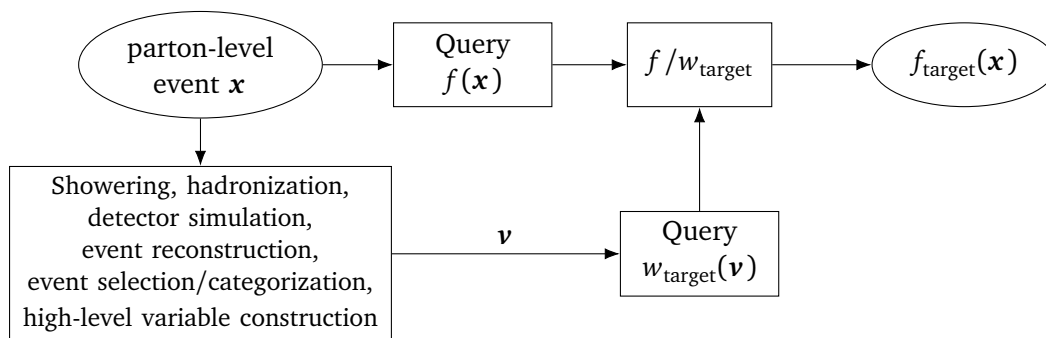 parton-level
event x
Query
f(x)
f/w_target
f_target(x)
Showering, hadronization,
detector simulation,
event reconstruction,
event selection/categorization,
high-level variable construction
v
Query
w_target(v)